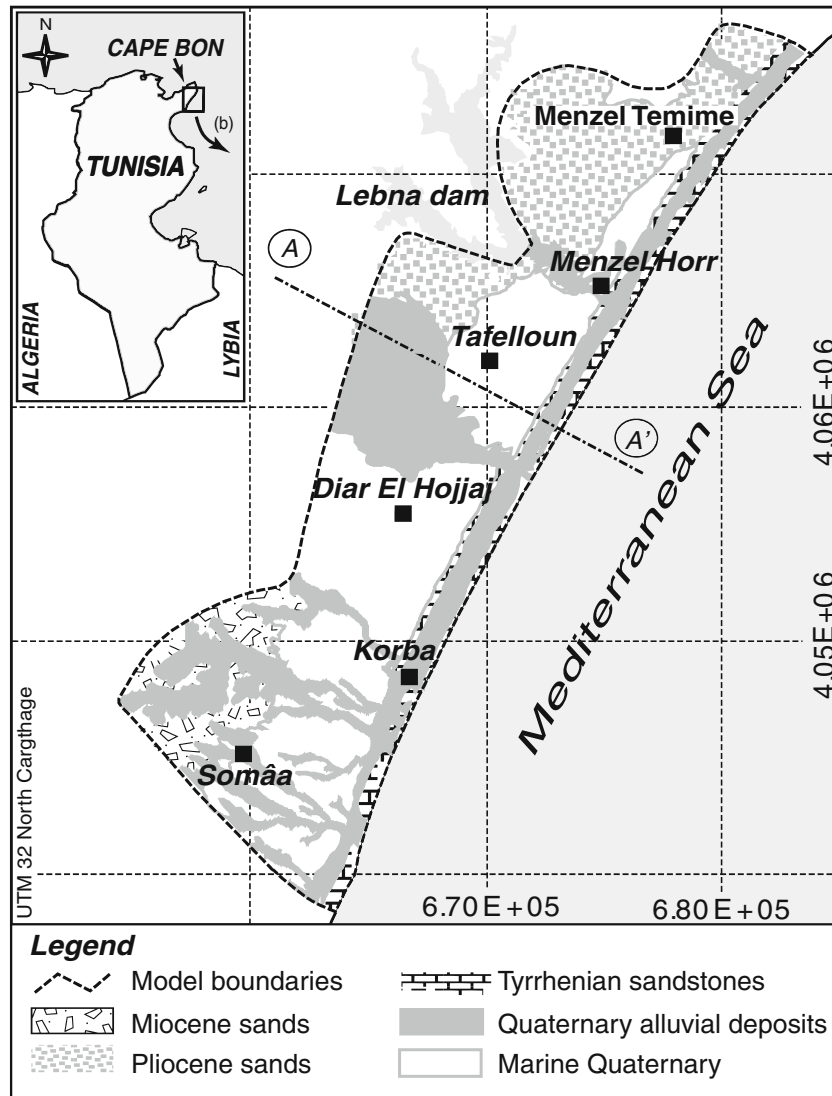 N
CAPE BON
(b)
TUNISIA
ALGERIA
LYBIA
Menzel Temime
Lebna dam
A
Menzel Horr
Tafelloun
A'
Diar El Hojjaj
Korba
Somâa
Mediterranean Sea
4.06E+06
4.05E+06
6.70E+05
6.80E+05
UTM 32 North Cargthage
Legend
Model boundaries
Miocene sands
Pliocene sands
Tyrrhenian sandstones
Quaternary alluvial deposits
Marine Quaternary